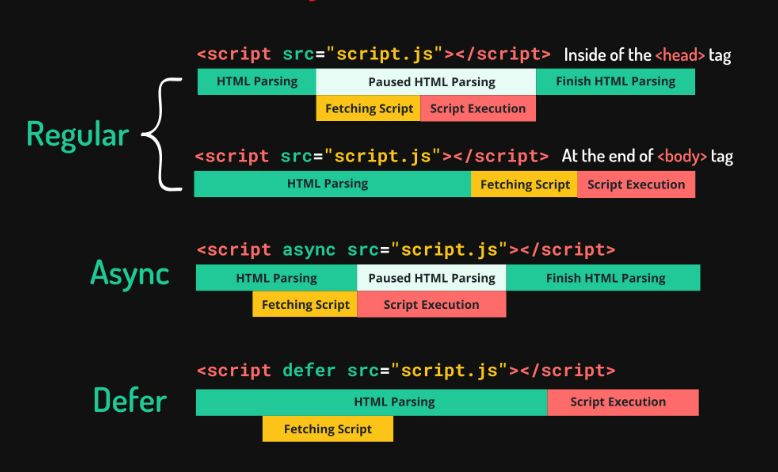 <script src="script.js"></script> Inside of the <head> tag
HTML Parsing Paused HTML Parsing Finish HTML Parsing
Fetching Script Script Execution
Regular
<script src="script.js"></script> At the end of <body> tag
HTML Parsing Fetching Script Script Execution
<script async src="script.js"></script>
Async
HTML Parsing Paused HTML Parsing Finish HTML Parsing
Fetching Script Script Execution
<script defer src="script.js"></script>
Defer
HTML Parsing Script Execution
Fetching Script